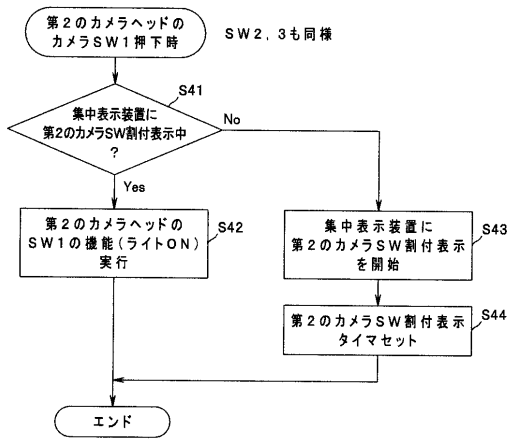 第2のカメラヘッドの
カメラSW1押下時
SW2,3も同様
S41
集中表示装置に
第2のカメラSW割付表示中
?
No
Yes
第2のカメラヘッドの
SW1の機能(ライトON)
実行
S42
集中表示装置に
第2のカメラSW割付表示
を開始
S43
第2のカメラSW割付表示
タイマセット
S44
エンド